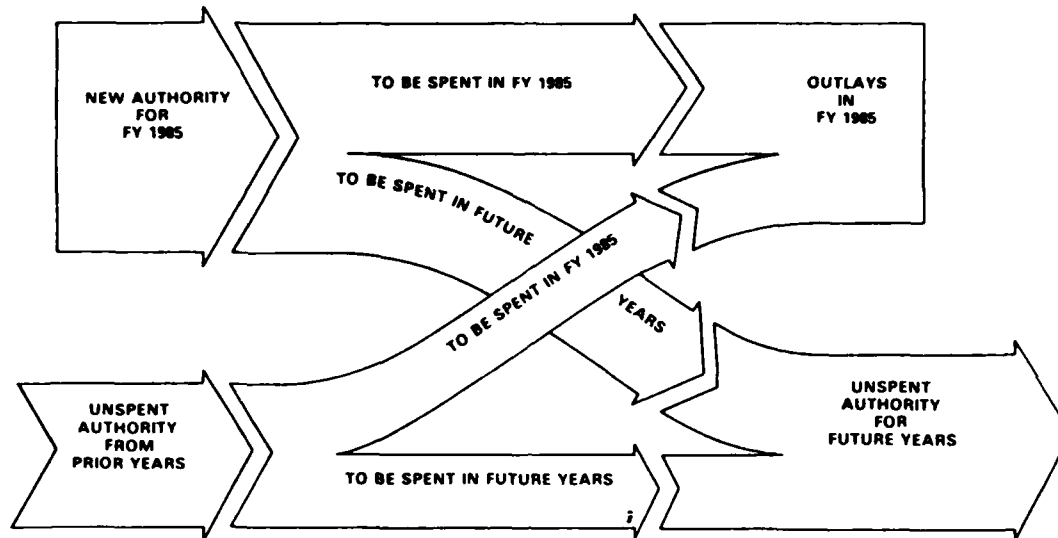 NEW AUTHORITY
FOR
FY 1985
TO BE SPENT IN FY 1985
OUTLAYS
IN
FY 1985
TO BE SPENT IN FUTURE
YEARS
TO BE SPENT IN FY 1985
UNSPENT
AUTHORITY
FROM
PRIOR YEARS
TO BE SPENT IN FUTURE YEARS
UNSPENT
AUTHORITY
FOR
FUTURE YEARS